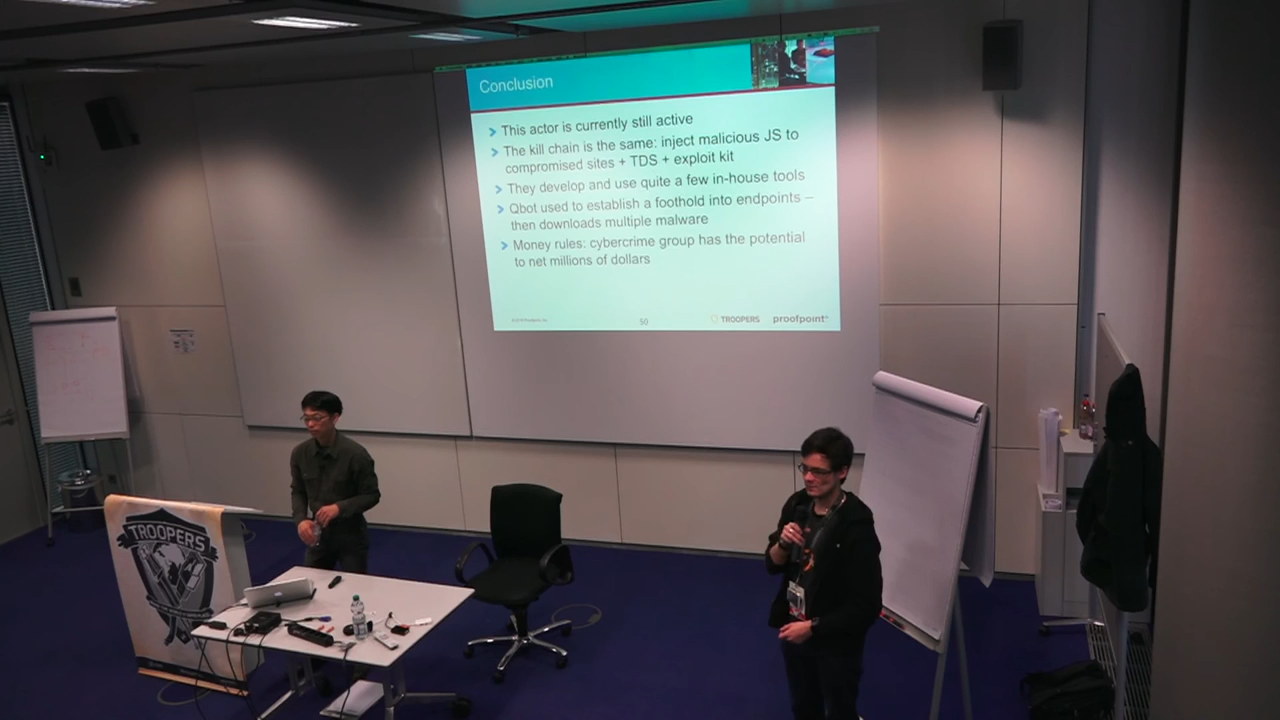 Conclusion
This actor is currently still active
The kill chain is the same: inject malicious JS to
compromised sites + TDS + exploit kit
They develop and use quite a few in-house tools
Qbot used to establish a foothold into endpoints –
then downloads multiple malware
Money rules: cybercrime group has the potential
to net millions of dollars
50
TROOPERS
proofpoint
TROOPERS